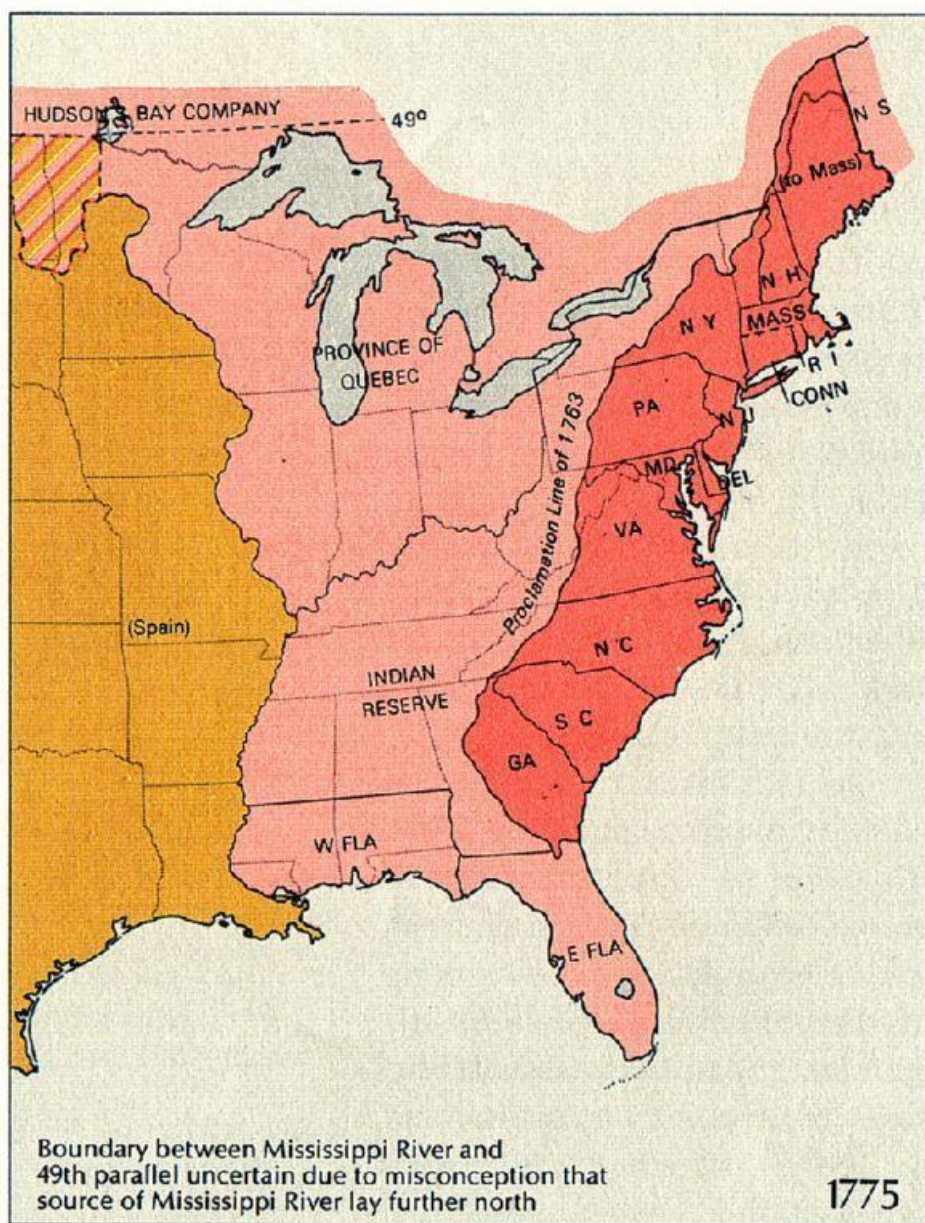 HUDSON'S BAY COMPANY
49º
N S
(to Mass)
N H
N Y
MASS
R I
CONN
PROVINCE OF
QUEBEC
PA
N J
MD
DEL
VA
Proclamation Line of 1763
(Spain)
N C
INDIAN
RESERVE
S C
GA
W FLA
E FLA
Boundary between Mississippi River and
49th parallel uncertain due to misconception that
source of Mississippi River lay further north
1775